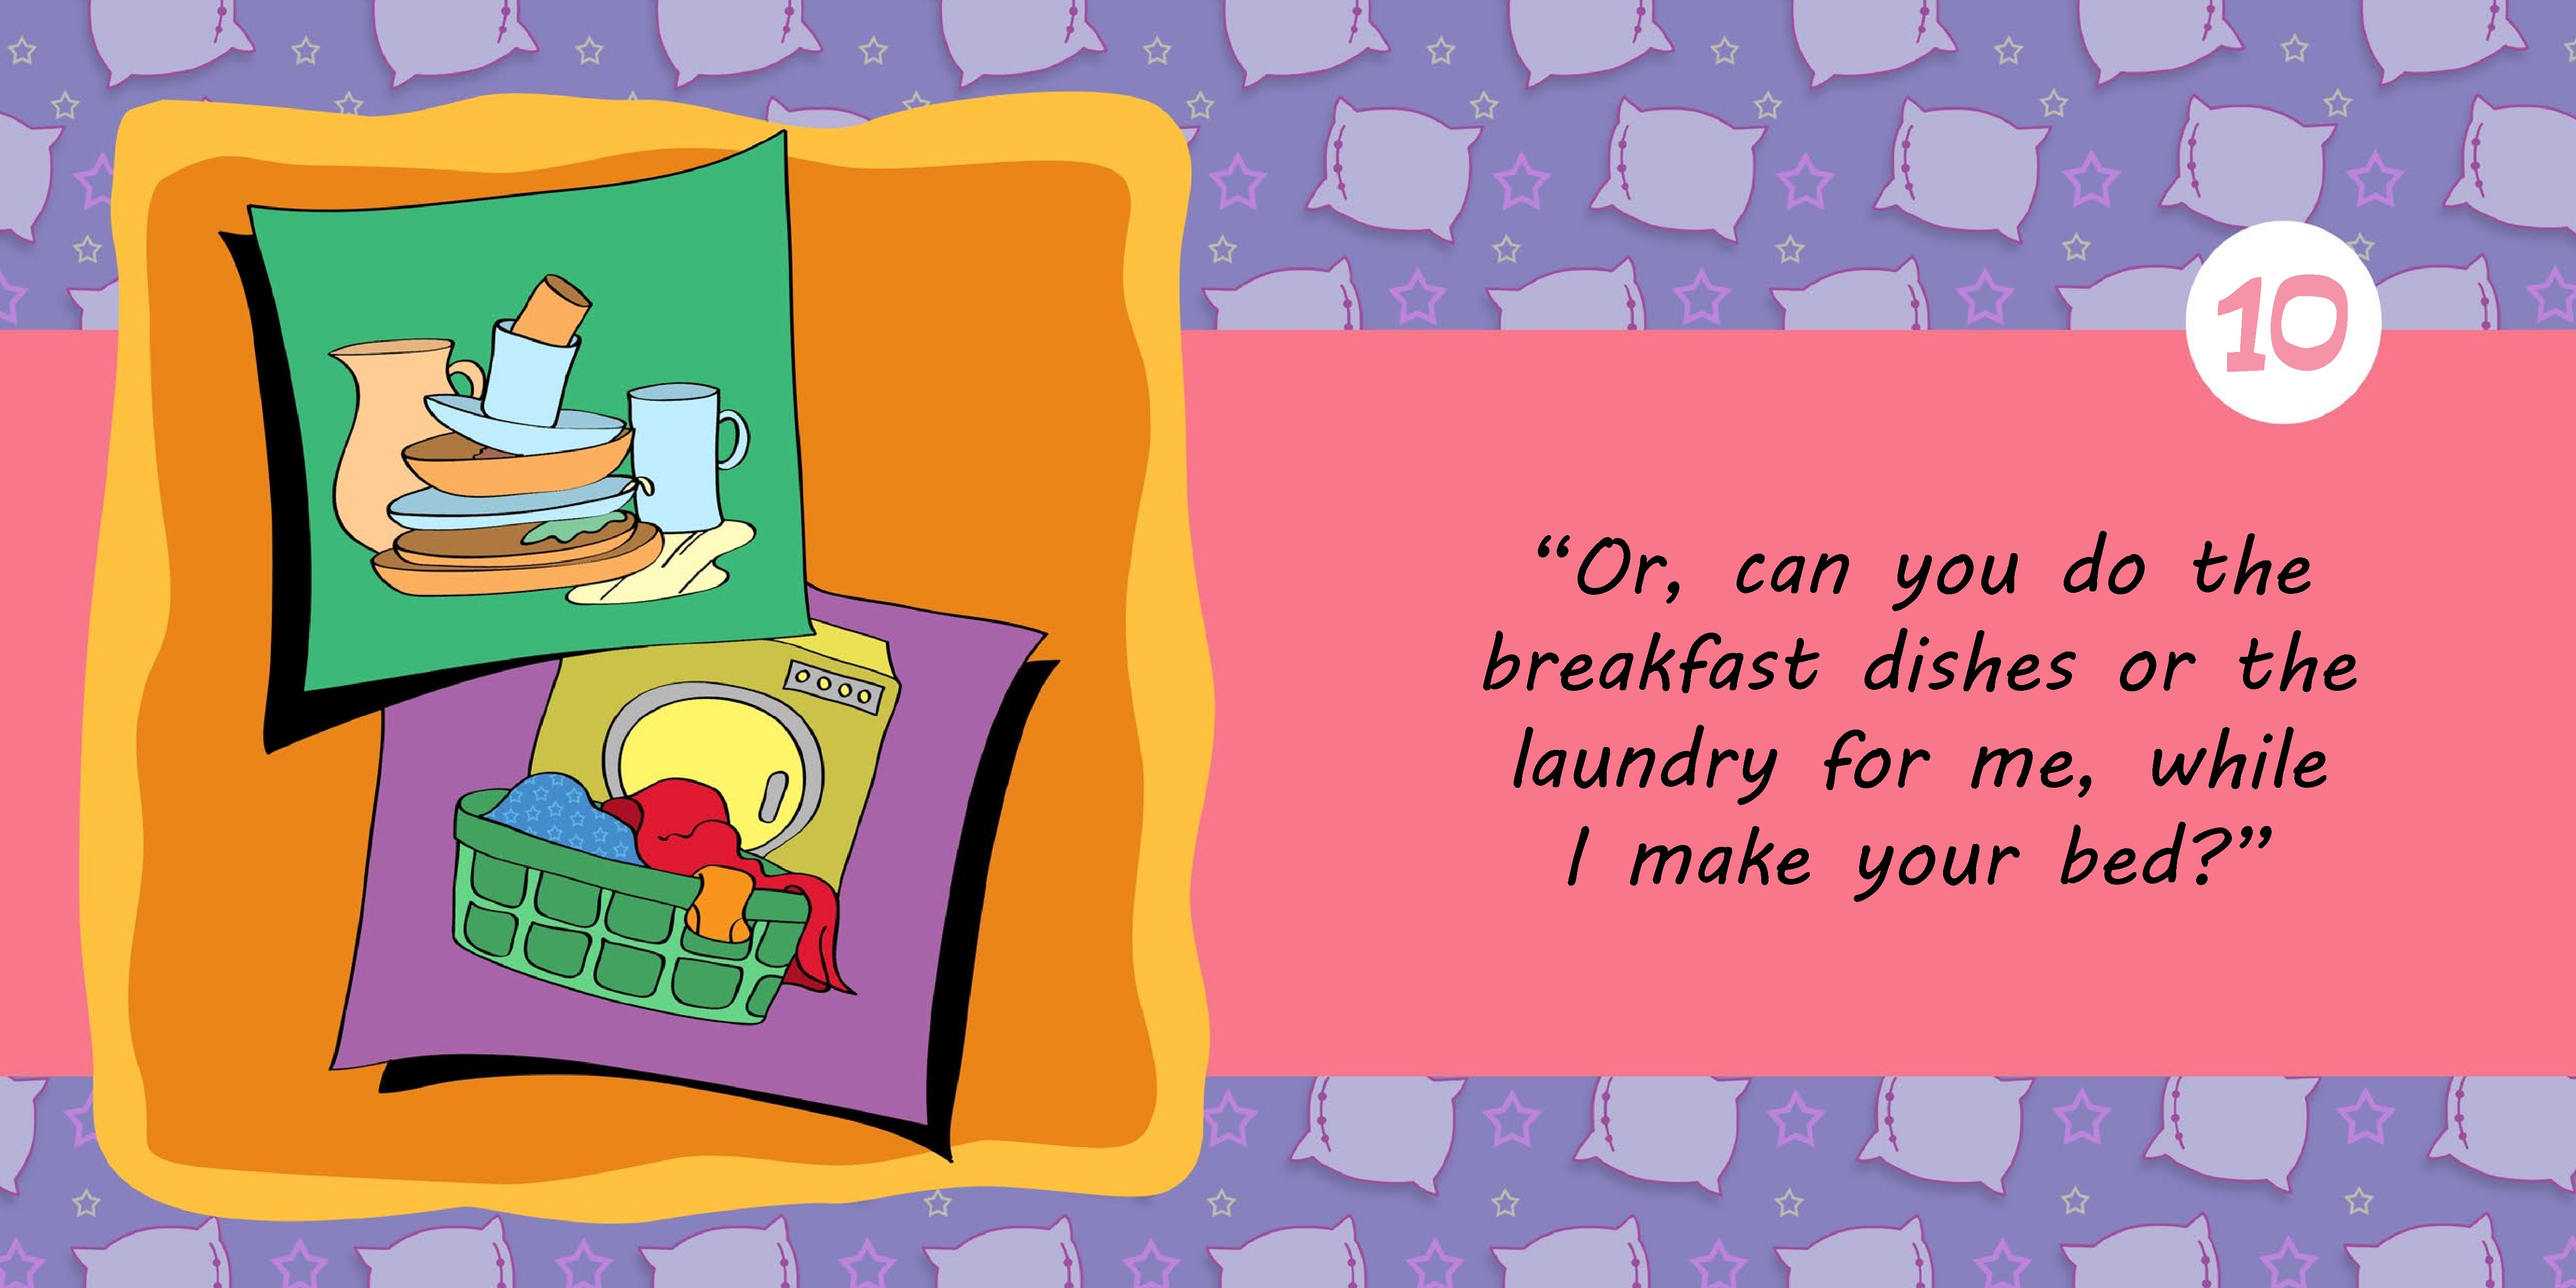 10
“Or, can you do the
breakfast dishes or the
laundry for me, while
I make your bed?”